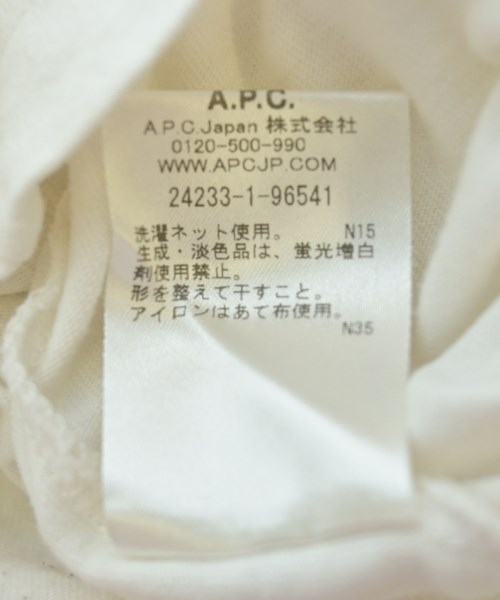 A.P.C.
A.P.C.Japan 株式会社
0120-500-990
WWW.APCJP.COM
24233-1-96541
洗濯ネット使用。 N15
生成・淡色品は、蛍光増白
剤使用禁止。
形を整えて干すこと。
アイロンはあて布使用。
N35